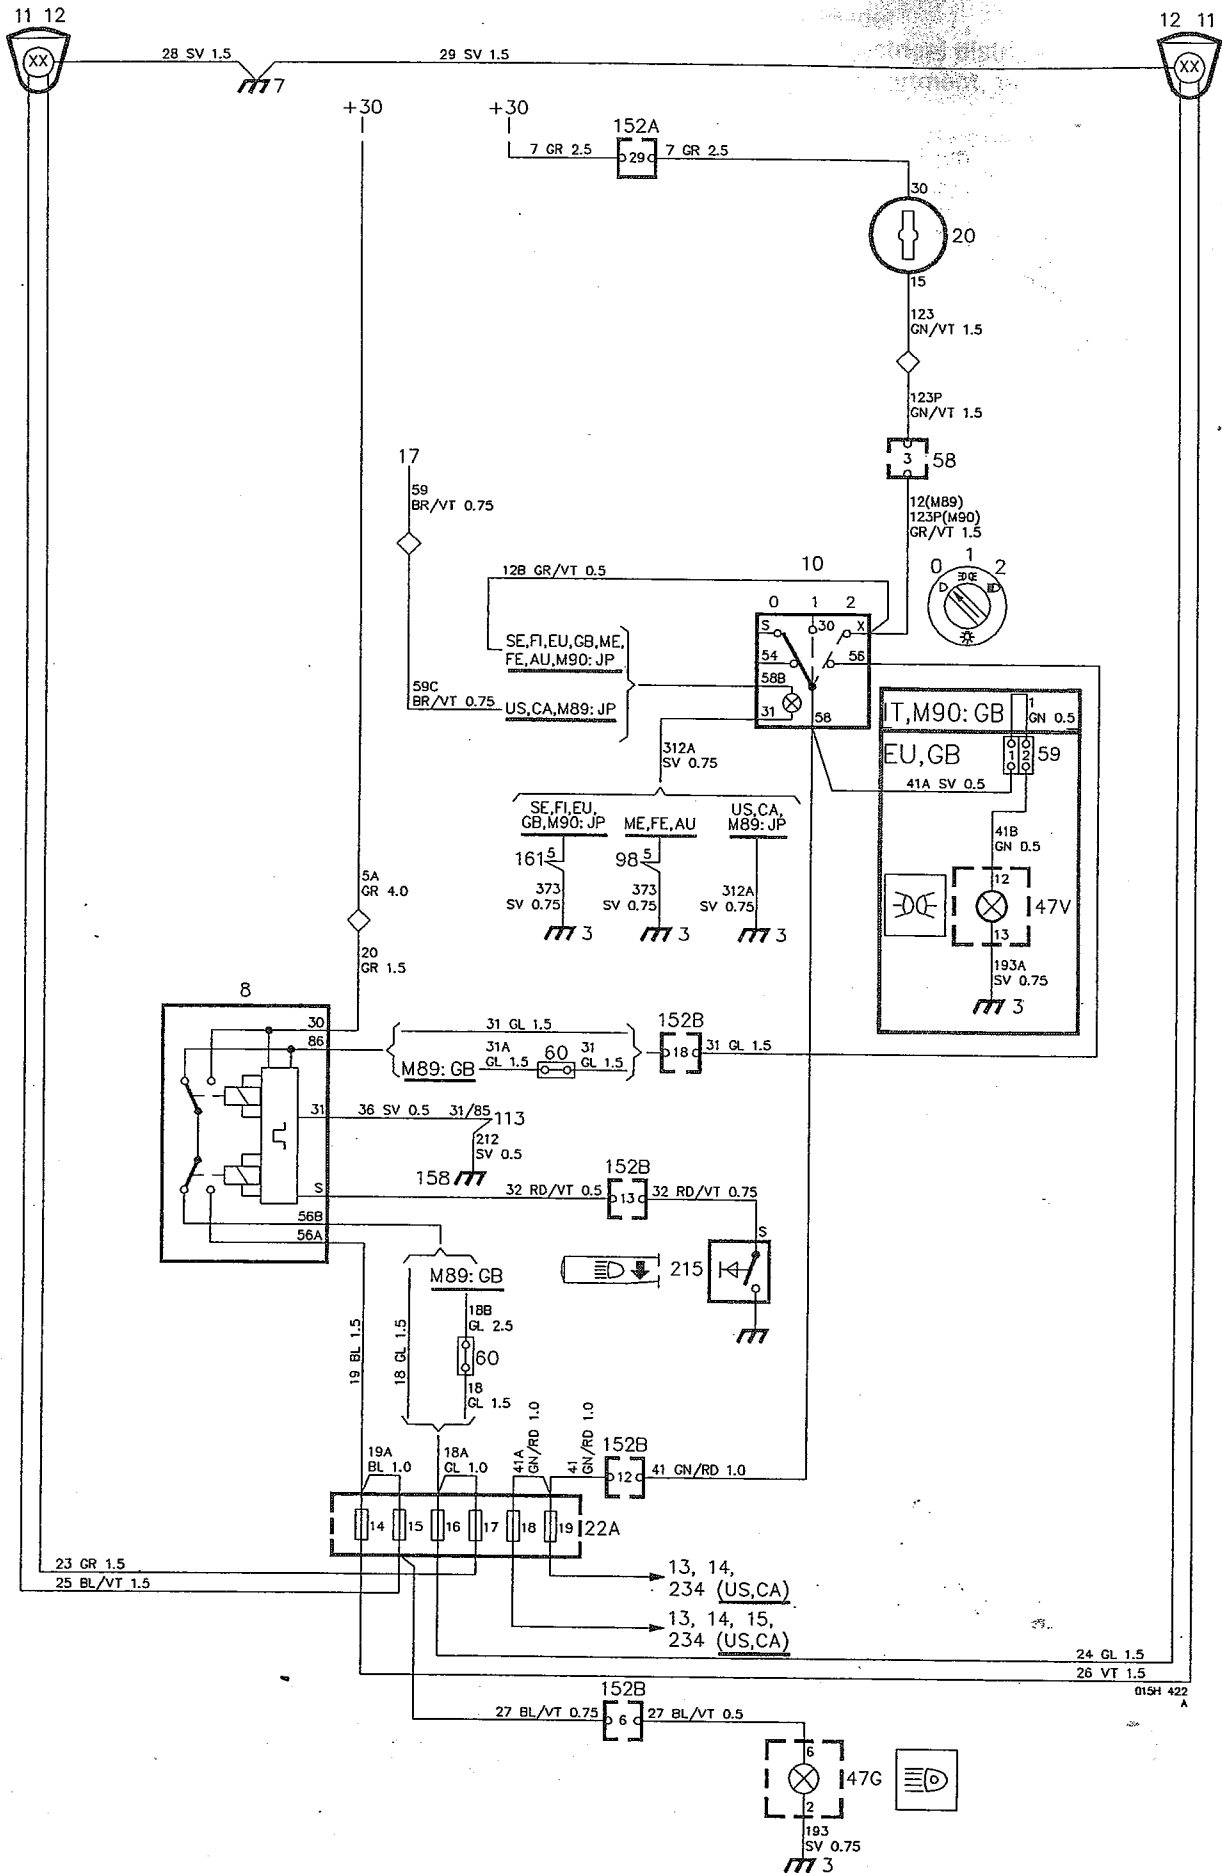 11 12
12 11
XX
28 SV 1.5
29 SV 1.5
XX
7
+30
+30
152A
7 GR 2.5
29
7 GR 2.5
30
20
15
123
GN/VT 1.5
123P
GN/VT 1.5
3
58
17
59
BR/VT 0.75
12(M89)
123P(M90)
GR/VT 1.5
12B GR/VT 0.5
10
0 1 2
0 1 2
S
30
X
54
56
58B
31
58
SE,FI,EU,GB,ME,
FE,AU,M90: JP
59C
BR/VT 0.75
US,CA,M89: JP
312A
SV 0.75
IT,M90: GB
1
GN 0.5
EU,GB
1 2
59
41A SV 0.5
SE,FI,EU,
GB,M90: JP
ME,FE,AU
US,CA,
M89: JP
161
5
98
5
373
SV 0.75
373
SV 0.75
312A
SV 0.75
3
3
3
41B
GN 0.5
12
47V
13
193A
SV 0.75
3
5A
GR 4.0
20
GR 1.5
8
30
86
31 GL 1.5
152B
18
31 GL 1.5
M89: GB
31A
GL 1.5
60
31
GL 1.5
31
36 SV 0.5
31/85
113
212
SV 0.5
158
S
32 RD/VT 0.5
152B
13
32 RD/VT 0.75
56B
56A
S
215
M89: GB
18B
GL 2.5
60
18
GL 1.5
19 BL 1.5
18 GL 1.5
19A
BL 1.0
18A
GL 1.0
41A
GN/RD 1.0
41
GN/RD 1.0
152B
12
41 GN/RD 1.0
14 15 16 17 18 19
22A
23 GR 1.5
25 BL/VT 1.5
13, 14,
234 (US,CA)
13, 14, 15,
234 (US,CA)
24 GL 1.5
26 VT 1.5
015H 422
A
152B
27 BL/VT 0.75
6
27 BL/VT 0.5
6
47G
2
193
SV 0.75
3